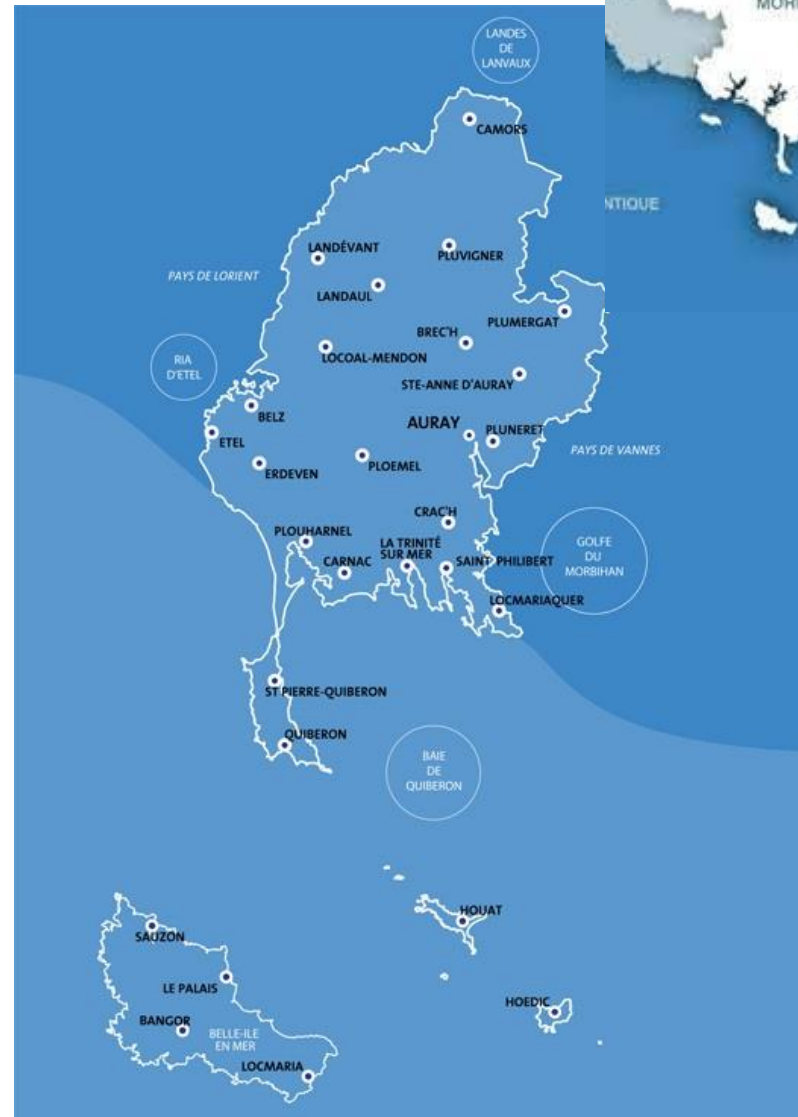 LANDES
DE
LANVAUX
CAMORS
LANDÉVANT
PLUVIGNER
PAYS DE LORIENT
LANDAUL
PLUMERGAT
BREC'H
RIA
D'ETEL
LOCOAL-MENDON
STE-ANNE D'AURAY
BELZ
AURAY
PLUNERET
ETEL
PAYS DE VANNES
ERDEVEN
PLOEMEL
CRAC'H
PLOUHARNEL
LA TRINITÉ
SUR MER
GOLFE
DU
MORBIHAN
CARNAC
SAINT PHILIBERT
LOCMARIAQUER
ST PIERRE-QUIBERON
QUIBERON
BAIE
DE
QUIBERON
HOUAT
SAUZON
LE PALAIS
HOEDIC
BANGOR
BELLE-ILE
EN MER
LOCMARIA
NTIQUE